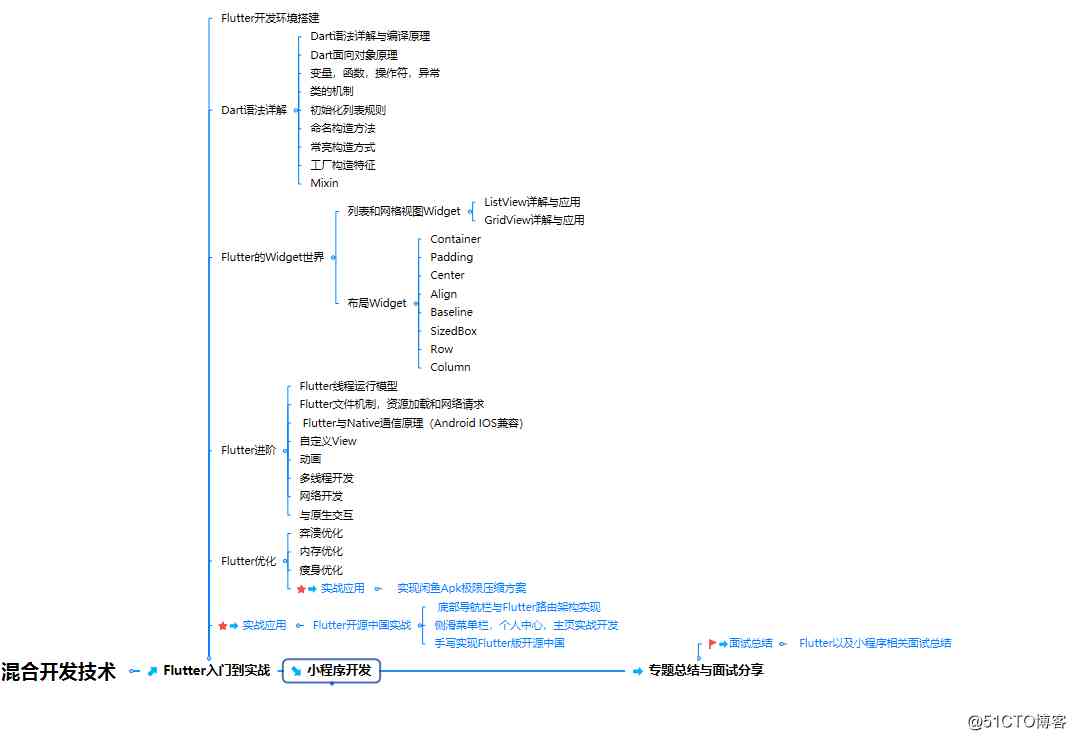 Flutter开发环境搭建
Dart语法详解
Dart语法详解与编译原理
Dart面向对象原理
变量，函数，操作符，异常
类的机制
初始化列表规则
命名构造方法
常亮构造方式
工厂构造特征
Mixin
Flutter的Widget世界
列表和网格视图Widget
ListView详解与应用
GridView详解与应用
布局Widget
Container
Padding
Center
Align
Baseline
SizedBox
Row
Column
Flutter进阶
Flutter线程运行模型
Flutter文件机制，资源加载和网络请求
Flutter与Native通信原理（Android IOS兼容）
自定义View
动画
多线程开发
网络开发
与原生交互
Flutter优化
奔溃优化
内存优化
瘦身优化
实战应用
实现闲鱼Apk极限压缩方案
实战应用
Flutter开源中国实战
底部导航栏与Flutter路由架构实现
侧滑菜单栏、个人中心、主页实战开发
手写实现Flutter版开源中国
面试总结
Flutter以及小程序相关面试总结
混合开发技术
Flutter入门到实战
小程序开发
专题总结与面试分享
@51CTO博客